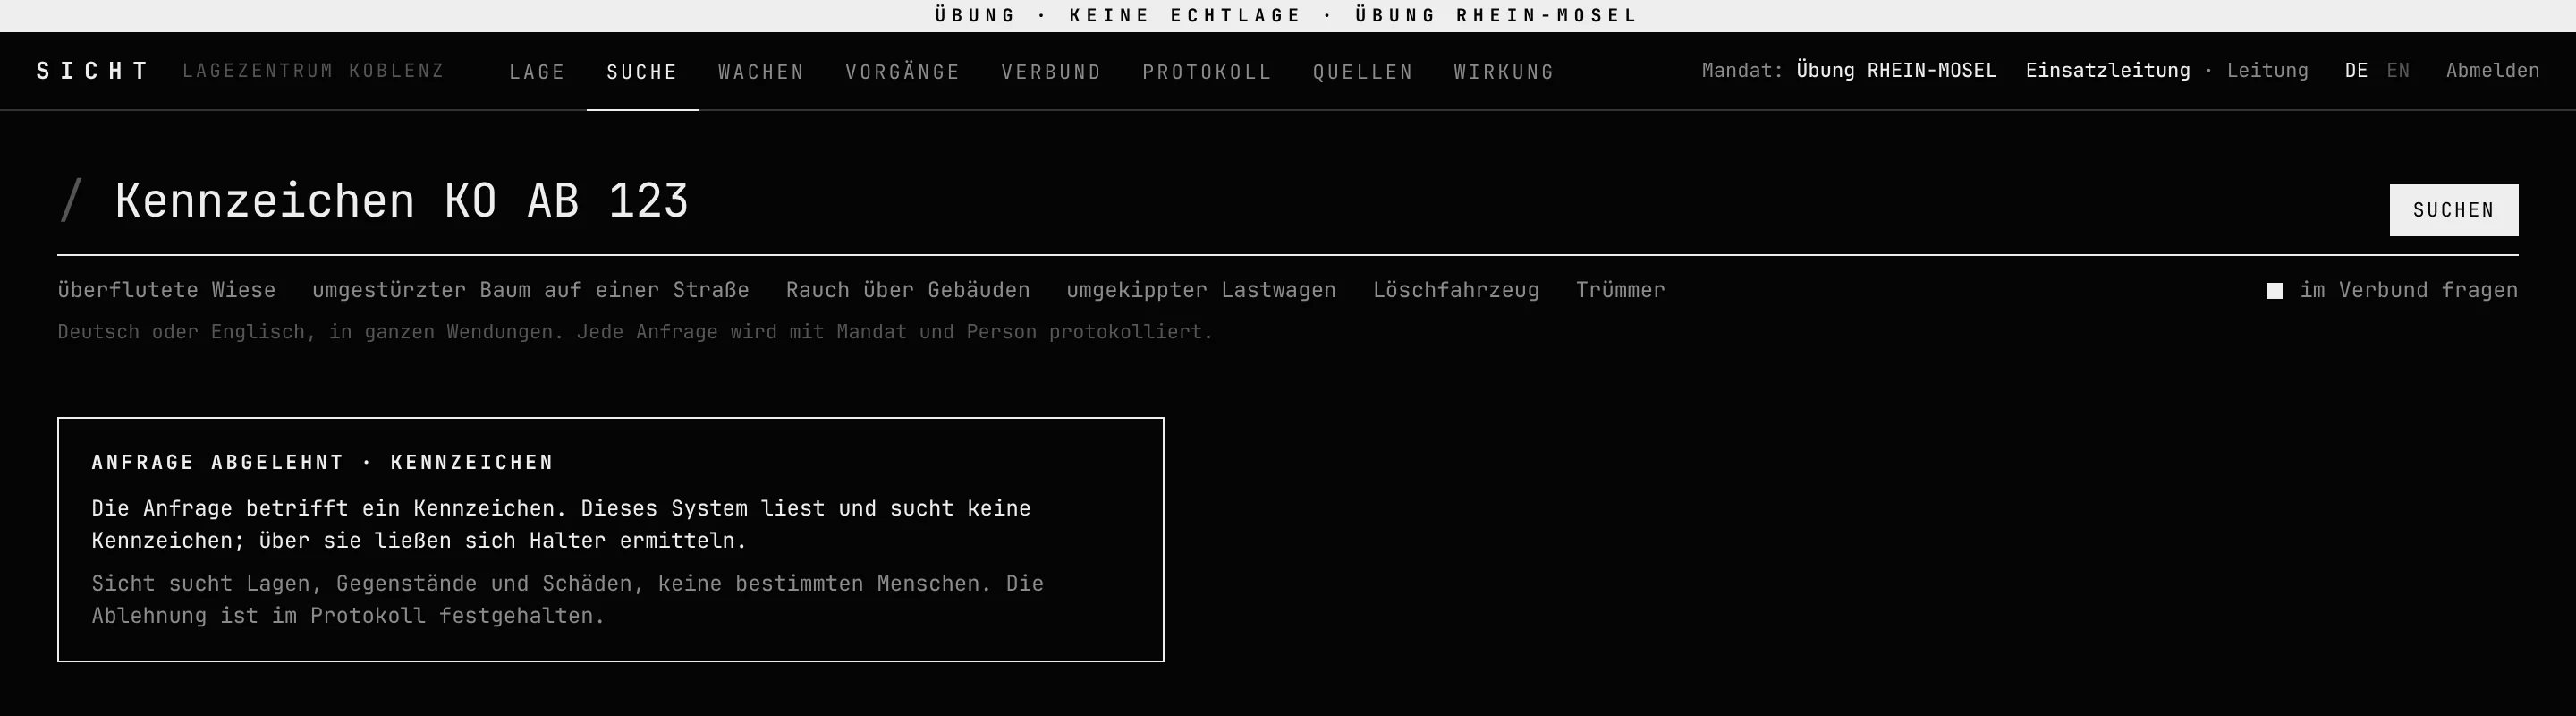 ÜBUNG · KEINE ECHTLAGE · ÜBUNG RHEIN-MOSEL
SICHT LAGEZENTRUM KOBLENZ LAGE SUCHE WACHEN VORGÄNGE VERBUND PROTOKOLL QUELLEN WIRKUNG Mandat: Übung RHEIN-MOSEL Einsatzleitung · Leitung DE EN Abmelden
/ Kennzeichen KO AB 123 SUCHEN
überflutete Wiese umgestürzter Baum auf einer Straße Rauch über Gebäuden umgekippter Lastwagen Löschfahrzeug Trümmer im Verbund fragen
Deutsch oder Englisch, in ganzen Wendungen. Jede Anfrage wird mit Mandat und Person protokolliert.
ANFRAGE ABGELEHNT · KENNZEICHEN
Die Anfrage betrifft ein Kennzeichen. Dieses System liest und sucht keine
Kennzeichen; über sie ließen sich Halter ermitteln.
Sicht sucht Lagen, Gegenstände und Schäden, keine bestimmten Menschen. Die
Ablehnung ist im Protokoll festgehalten.